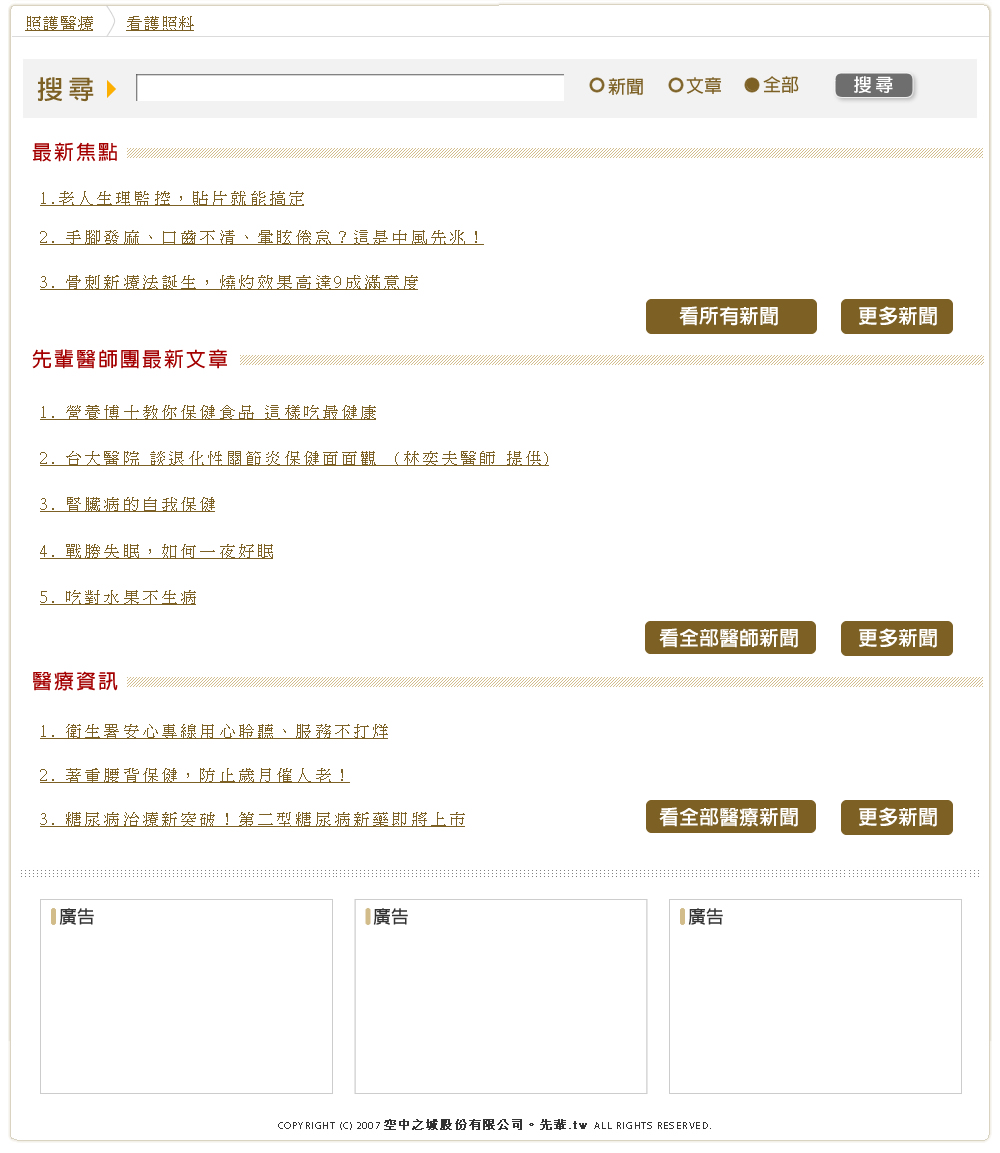 照護醫療 看護照料
搜尋 新聞 文章 全部 搜尋
最新焦點
1.老人生理監控，貼片就能搞定
2. 手腳發麻、口齒不清、暈眩倦怠？這是中風先兆！
3. 骨刺新療法誕生，燒灼效果高達9成滿意度
看所有新聞 更多新聞
先輩醫師團最新文章
1. 營養博士教你保健食品 這樣吃最健康
2. 台大醫院 談退化性關節炎保健面面觀 (林奕夫醫師 提供)
3. 腎臟病的自我保健
4. 戰勝失眠，如何一夜好眠
5. 吃對水果不生病
看全部醫師新聞 更多新聞
醫療資訊
1. 衛生署安心專線用心聆聽、服務不打烊
2. 著重腰背保健，防止歲月催人老！
3. 糖尿病治療新突破！第二型糖尿病新藥即將上市
看全部醫療新聞 更多新聞
廣告 廣告 廣告
COPYRIGHT (C) 2007 空中之城股份有限公司。先輩.tw ALL RIGHTS RESERVED.